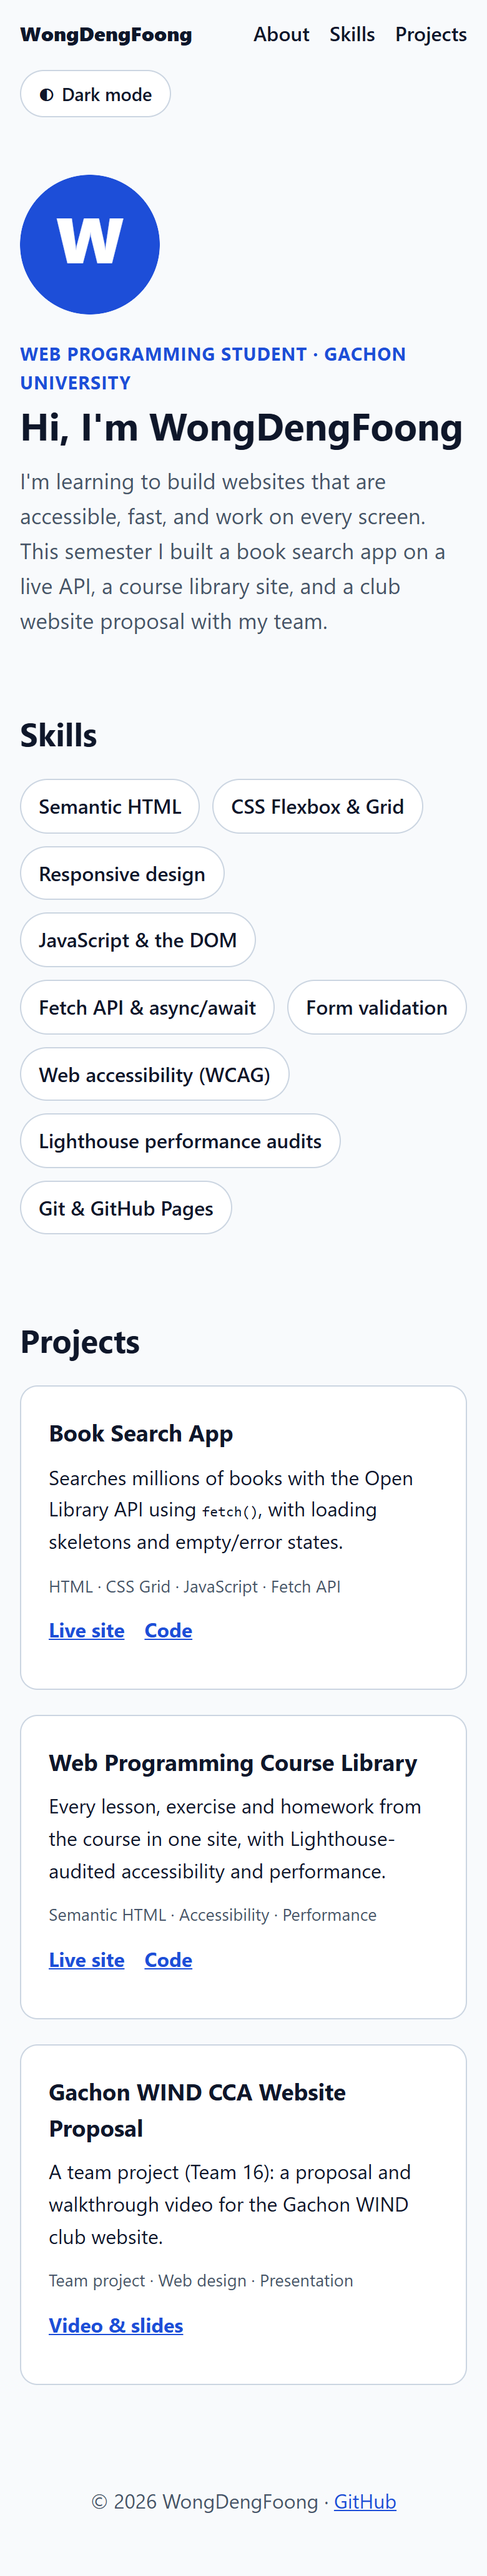 WongDengFoong
About Skills Projects
◐ Dark mode
W
WEB PROGRAMMING STUDENT · GACHON
UNIVERSITY
Hi, I'm WongDengFoong
I'm learning to build websites that are
accessible, fast, and work on every screen.
This semester I built a book search app on a
live API, a course library site, and a club
website proposal with my team.
Skills
Semantic HTML
CSS Flexbox & Grid
Responsive design
JavaScript & the DOM
Fetch API & async/await
Form validation
Web accessibility (WCAG)
Lighthouse performance audits
Git & GitHub Pages
Projects
Book Search App
Searches millions of books with the Open
Library API using fetch(), with loading
skeletons and empty/error states.
HTML · CSS Grid · JavaScript · Fetch API
Live site Code
Web Programming Course Library
Every lesson, exercise and homework from
the course in one site, with Lighthouse-
audited accessibility and performance.
Semantic HTML · Accessibility · Performance
Live site Code
Gachon WIND CCA Website
Proposal
A team project (Team 16): a proposal and
walkthrough video for the Gachon WIND
club website.
Team project · Web design · Presentation
Video & slides
© 2026 WongDengFoong · GitHub